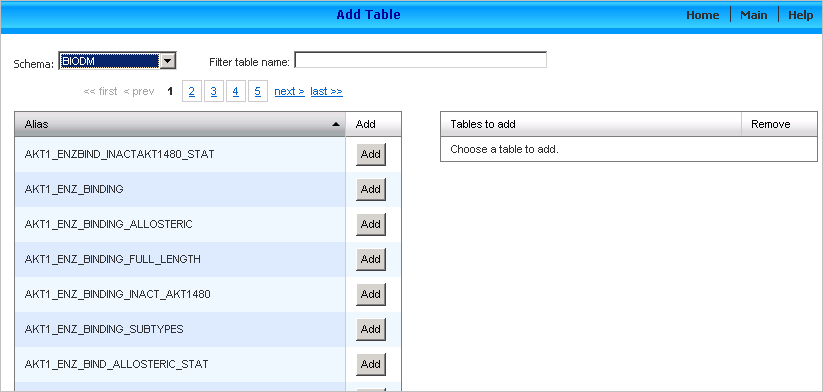 Add Table
Home Main Help
Schema: BIODM Filter table name:
<< first < prev 1 2 3 4 5 next > last >>
Alias Add
AKT1_ENZBIND_INACTAKT1480_STAT Add
AKT1_ENZ_BINDING Add
AKT1_ENZ_BINDING_ALLOSTERIC Add
AKT1_ENZ_BINDING_FULL_LENGTH Add
AKT1_ENZ_BINDING_INACT_AKT1480 Add
AKT1_ENZ_BINDING_SUBTYPES Add
AKT1_ENZ_BIND_ALLOSTERIC_STAT Add
Tables to add Remove
Choose a table to add.